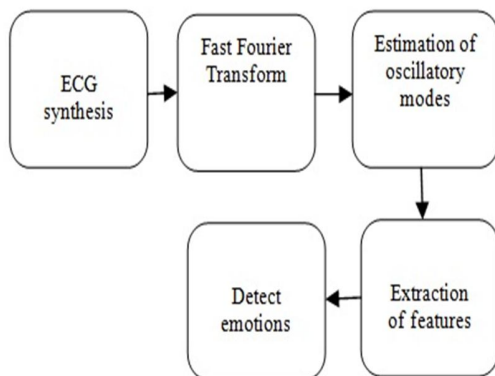 ECG
synthesis
Fast Fourier
Transform
Estimation of
oscillatory
modes
Extraction
of features
Detect
emotions